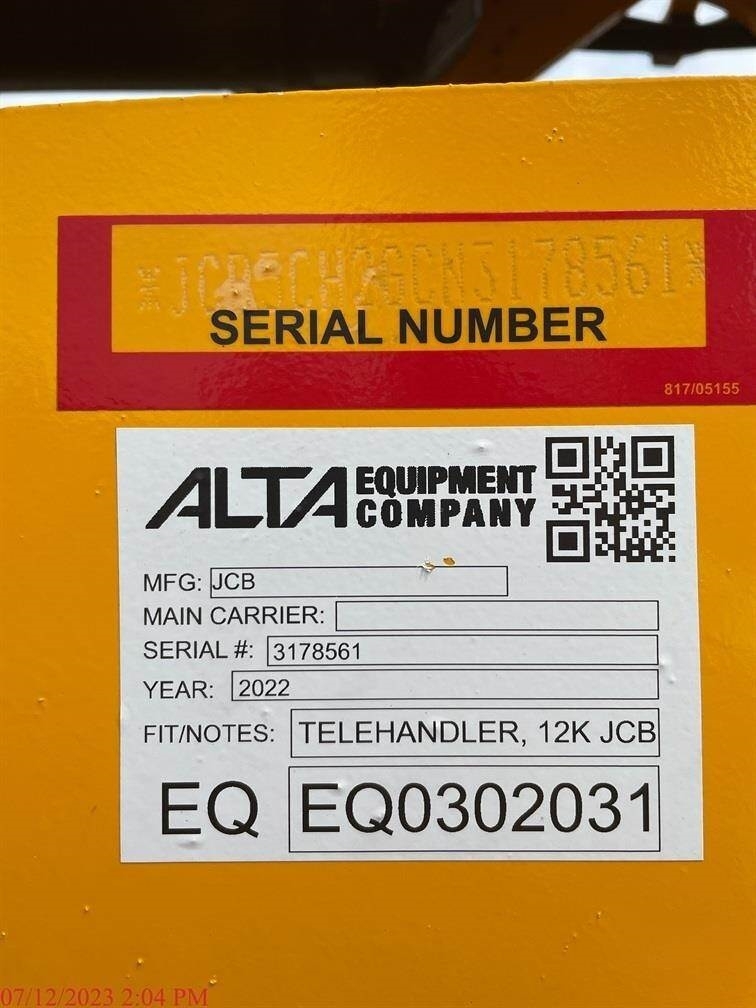 *JCB5CH2GCN3178561*
SERIAL NUMBER
817/05155
ALTA EQUIPMENT
COMPANY
MFG: JCB
MAIN CARRIER:
SERIAL #: 3178561
YEAR: 2022
FIT/NOTES: TELEHANDLER, 12K JCB
EQ EQ0302031
07/12/2023 2:04 PM